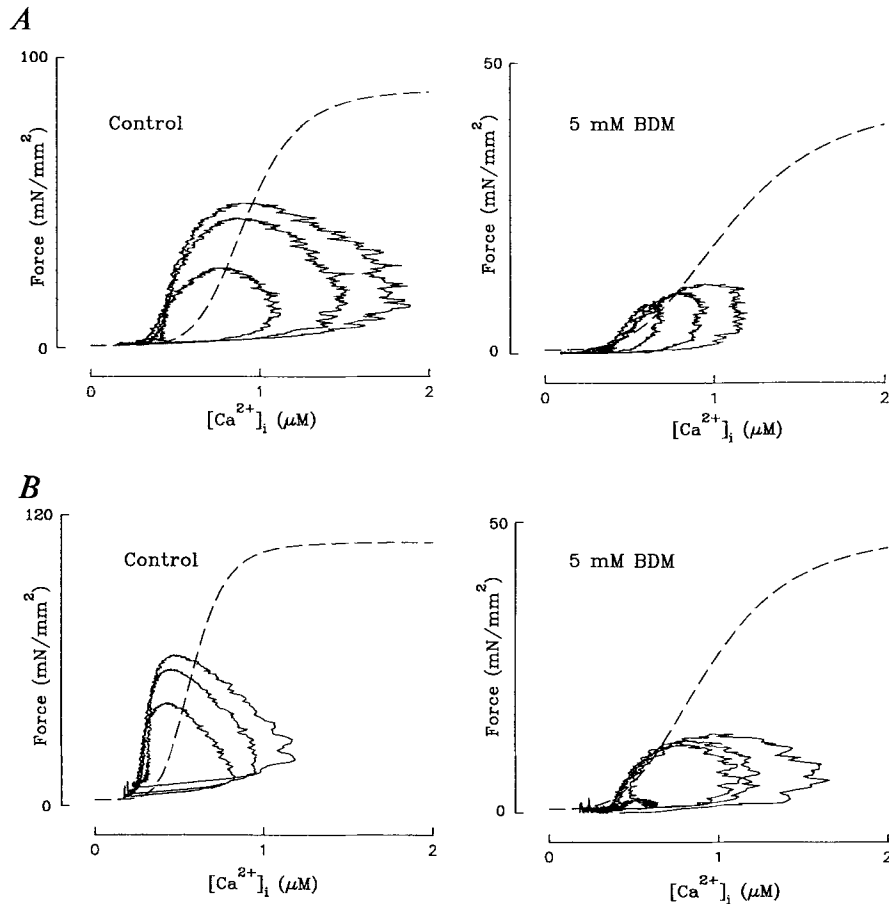 A
100
Control
Force (mN/mm²)
0
0
1
2
[Ca²⁺]ᵢ (μM)
50
5 mM BDM
Force (mN/mm²)
0
0
1
2
[Ca²⁺]ᵢ (μM)
B
120
Control
Force (mN/mm²)
0
0
1
2
[Ca²⁺]ᵢ (μM)
50
5 mM BDM
Force (mN/mm²)
0
0
1
2
[Ca²⁺]ᵢ (μM)